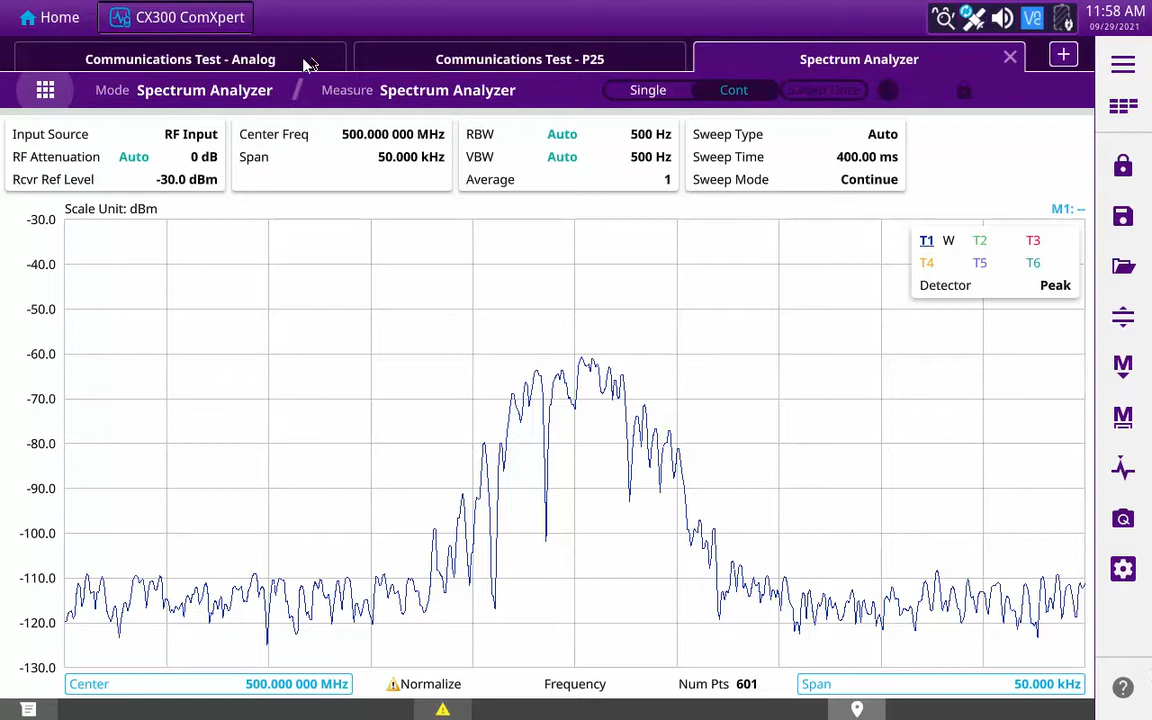 Home CX300 ComXpert 11:58 AM
09/29/2021
Communications Test - Analog Communications Test - P25 Spectrum Analyzer
Mode Spectrum Analyzer / Measure Spectrum Analyzer Single Cont Sweep Once
Input Source RF Input Center Freq 500.000 000 MHz RBW Auto 500 Hz Sweep Type Auto
RF Attenuation Auto 0 dB Span 50.000 kHz VBW Auto 500 Hz Sweep Time 400.00 ms
Rcvr Ref Level -30.0 dBm Average 1 Sweep Mode Continue
Scale Unit: dBm M1: --
-30.0
T1 W T2 T3
-40.0 T4 T5 T6
Detector Peak
-50.0
-60.0
-70.0
-80.0
-90.0
-100.0
-110.0
-120.0
-130.0
Center 500.000 000 MHz Normalize Frequency Num Pts 601 Span 50.000 kHz